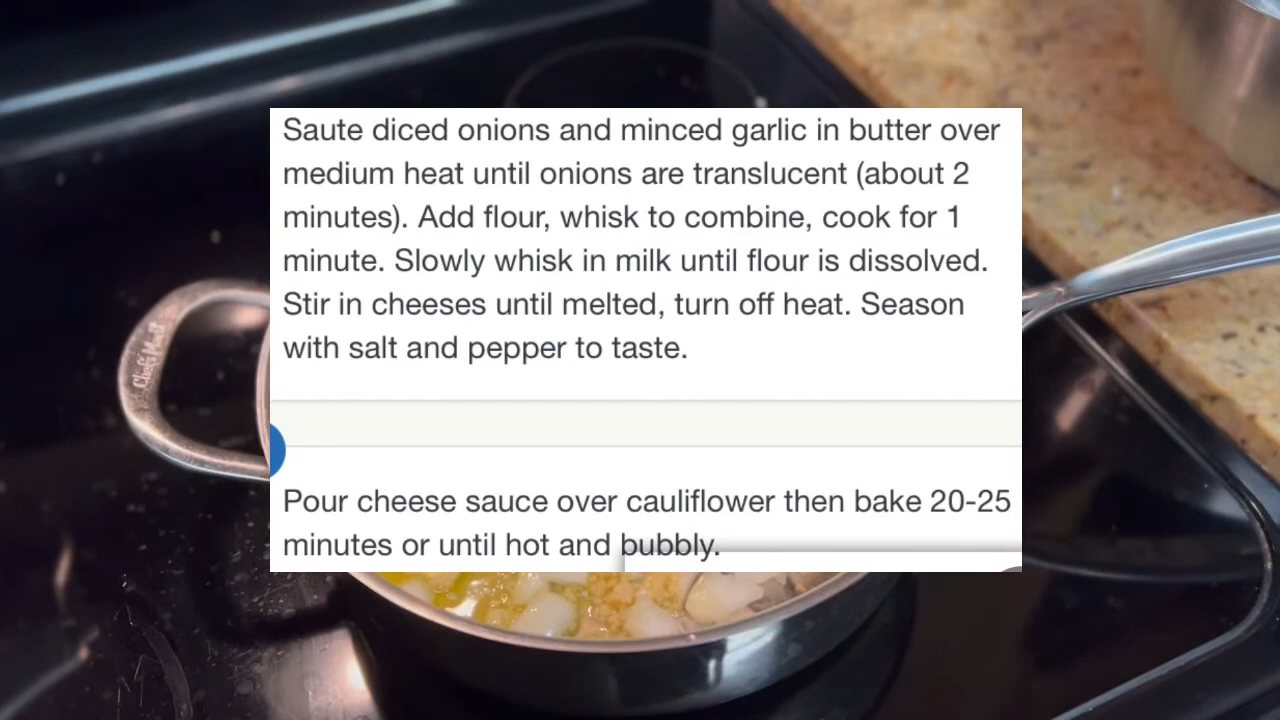 Saute diced onions and minced garlic in butter over
medium heat until onions are translucent (about 2
minutes). Add flour, whisk to combine, cook for 1
minute. Slowly whisk in milk until flour is dissolved.
Stir in cheeses until melted, turn off heat. Season
with salt and pepper to taste.
Pour cheese sauce over cauliflower then bake 20-25
minutes or until hot and bubbly.